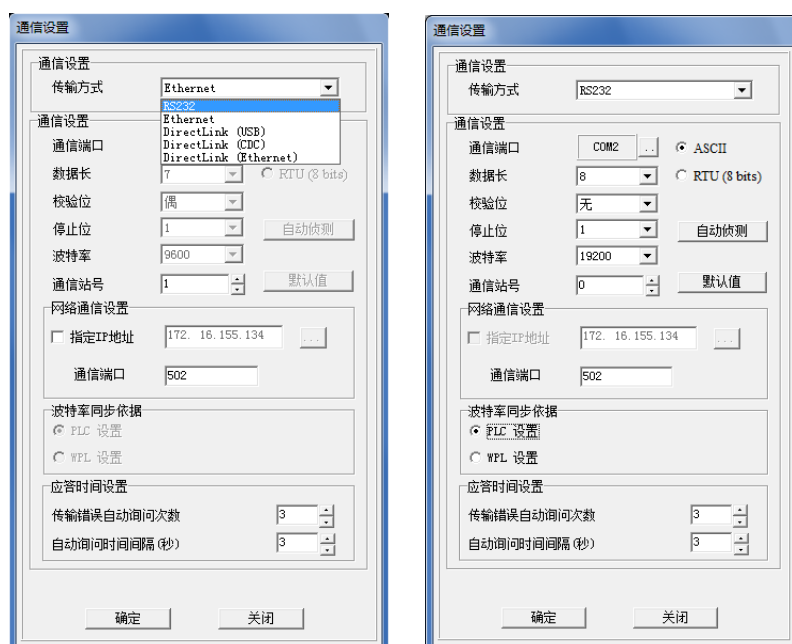 通信设置
通信设置
传输方式 Ethernet
RS232
Ethernet
DirectLink (USB)
DirectLink (CDC)
DirectLink (Ethernet)
通信设置
通信端口
数据长 7 RTU (8 bits)
校验位 偶
停止位 1 自动侦测
波特率 9600
通信站号 1 默认值
网络通信设置
指定IP地址 172. 16.155.134 ...
通信端口 502
波特率同步依据
PLC 设置
WPL 设置
应答时间设置
传输错误自动询问次数 3
自动询问时间间隔(秒) 3
确定 关闭
通信设置
通信设置
传输方式 RS232
通信设置
通信端口 COM2 .. ASCII
数据长 8 RTU (8 bits)
校验位 无
停止位 1 自动侦测
波特率 19200
通信站号 0 默认值
网络通信设置
指定IP地址 172. 16.155.134 ...
通信端口 502
波特率同步依据
PLC 设置
WPL 设置
应答时间设置
传输错误自动询问次数 3
自动询问时间间隔(秒) 3
确定 关闭